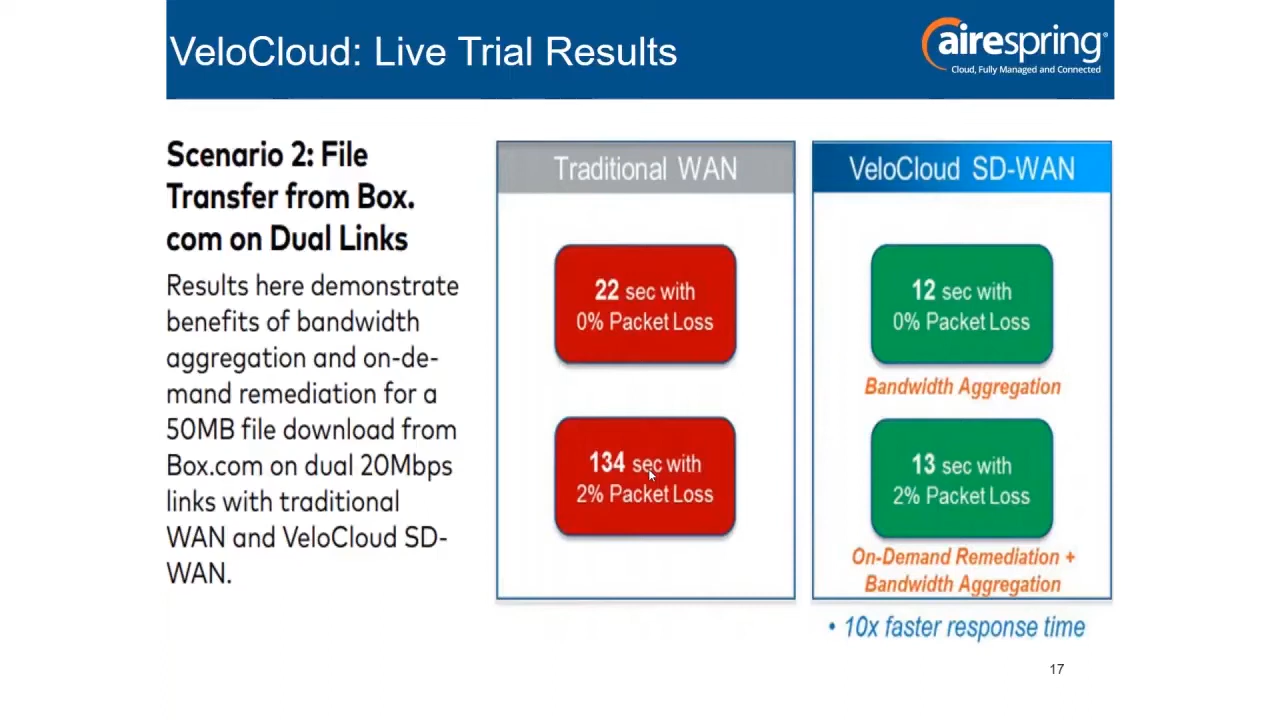 VeloCloud: Live Trial Results
airespring®
Cloud, Fully Managed and Connected
Scenario 2: File
Transfer from Box.
com on Dual Links
Results here demonstrate
benefits of bandwidth
aggregation and on-de-
mand remediation for a
50MB file download from
Box.com on dual 20Mbps
links with traditional
WAN and VeloCloud SD-
WAN.
Traditional WAN
22 sec with
0% Packet Loss
134 sec with
2% Packet Loss
VeloCloud SD-WAN
12 sec with
0% Packet Loss
Bandwidth Aggregation
13 sec with
2% Packet Loss
On-Demand Remediation +
Bandwidth Aggregation
• 10x faster response time
17